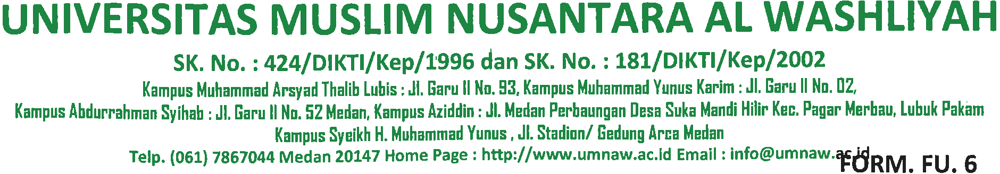 UNIVERSITAS MUSLIM NUSANTARA AL WASHLIYAH
SK. No. : 424/DIKTI/Kep/1996 dan SK. No. : 181/DIKTI/Kep/2002
Kampus Muhammad Arsyad Thalib Lubis : Jl. Garu II No. 93, Kampus Muhammad Yunus Karim : Jl. Garu II No. 02,
Kampus Abdurrahman Syihab : Jl. Garu II No. 52 Medan, Kampus Aziddin : Jl. Medan Perbaungan Desa Suka Mandi Hilir Kec. Pagar Merbau, Lubuk Pakam
Kampus Syeikh H. Muhammad Yunus , Jl. Stadion/ Gedung Arca Medan
Telp. (061) 7867044 Medan 20147 Home Page : http://www.umnaw.ac.id Email : info@umnaw.ac.id
FORM. FU. 6